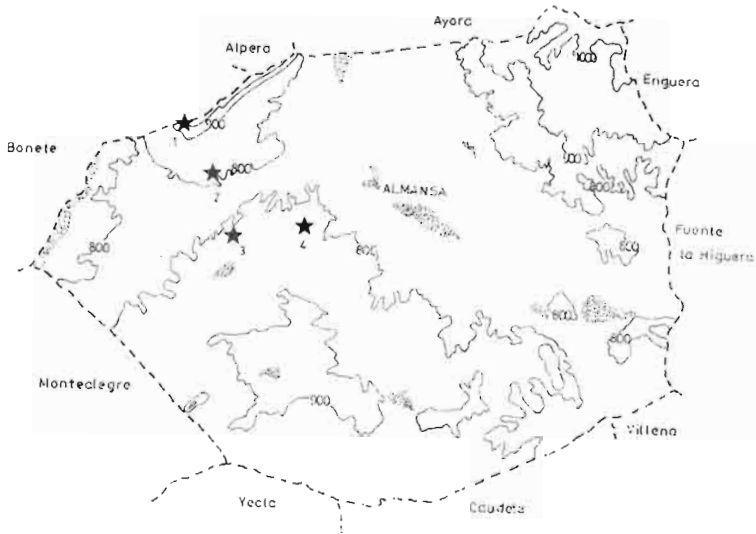 Ayora
Alpera
1000
Enguera
900
1
Bonete
800
2
900
800
ALMANSA
800
3
4
800
Fuente
la Higuera
800
800
800
Montealegre
900
Villena
Yecla
Caudete